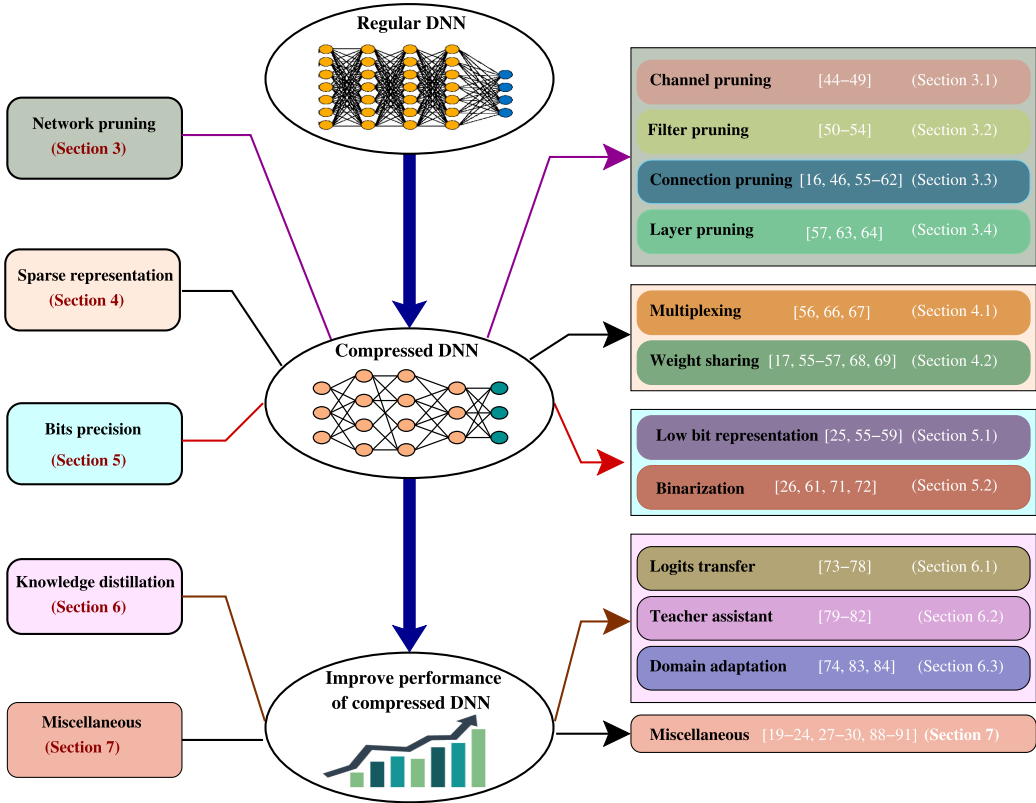 Regular DNN
Network pruning
(Section 3)
Sparse representation
(Section 4)
Bits precision
(Section 5)
Knowledge distillation
(Section 6)
Miscellaneous
(Section 7)
Compressed DNN
Improve performance
of compressed DNN
Channel pruning [44–49] (Section 3.1)
Filter pruning [50–54] (Section 3.2)
Connection pruning [16, 46, 55–62] (Section 3.3)
Layer pruning [57, 63, 64] (Section 3.4)
Multiplexing [56, 66, 67] (Section 4.1)
Weight sharing [17, 55–57, 68, 69] (Section 4.2)
Low bit representation [25, 55–59] (Section 5.1)
Binarization [26, 61, 71, 72] (Section 5.2)
Logits transfer [73–78] (Section 6.1)
Teacher assistant [79–82] (Section 6.2)
Domain adaptation [74, 83, 84] (Section 6.3)
Miscellaneous [19–24, 27–30, 88–91] (Section 7)